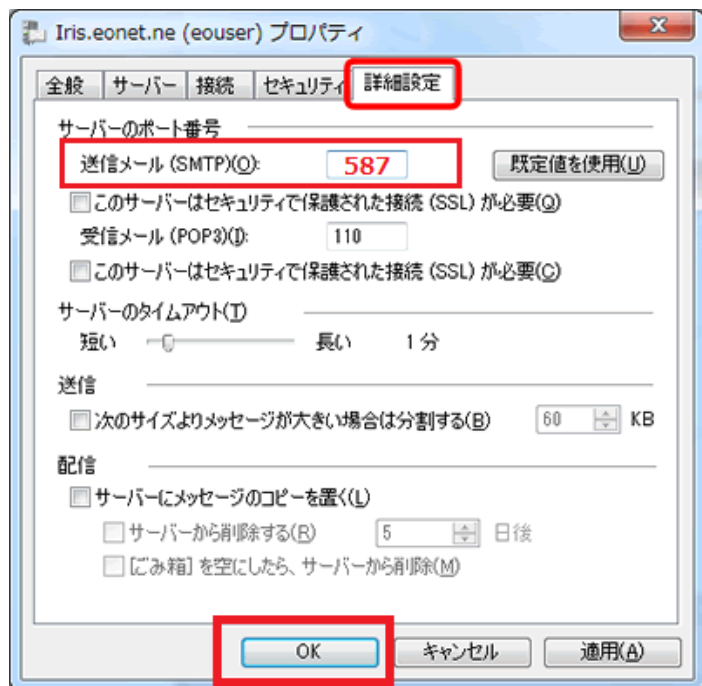 Iris.eonet.ne (eouser) プロパティ
全般 サーバー 接続 セキュリティ 詳細設定
サーバーのポート番号
送信メール (SMTP)(O): 587 既定値を使用(U)
このサーバーはセキュリティで保護された接続 (SSL) が必要(Q)
受信メール (POP3)(I): 110
このサーバーはセキュリティで保護された接続 (SSL) が必要(C)
サーバーのタイムアウト(T)
短い 長い 1 分
送信
次のサイズよりメッセージが大きい場合は分割する(B) 60 KB
配信
サーバーにメッセージのコピーを置く(L)
サーバーから削除する(R) 5 日後
[ごみ箱] を空にしたら、サーバーから削除(M)
OK キャンセル 適用(A)